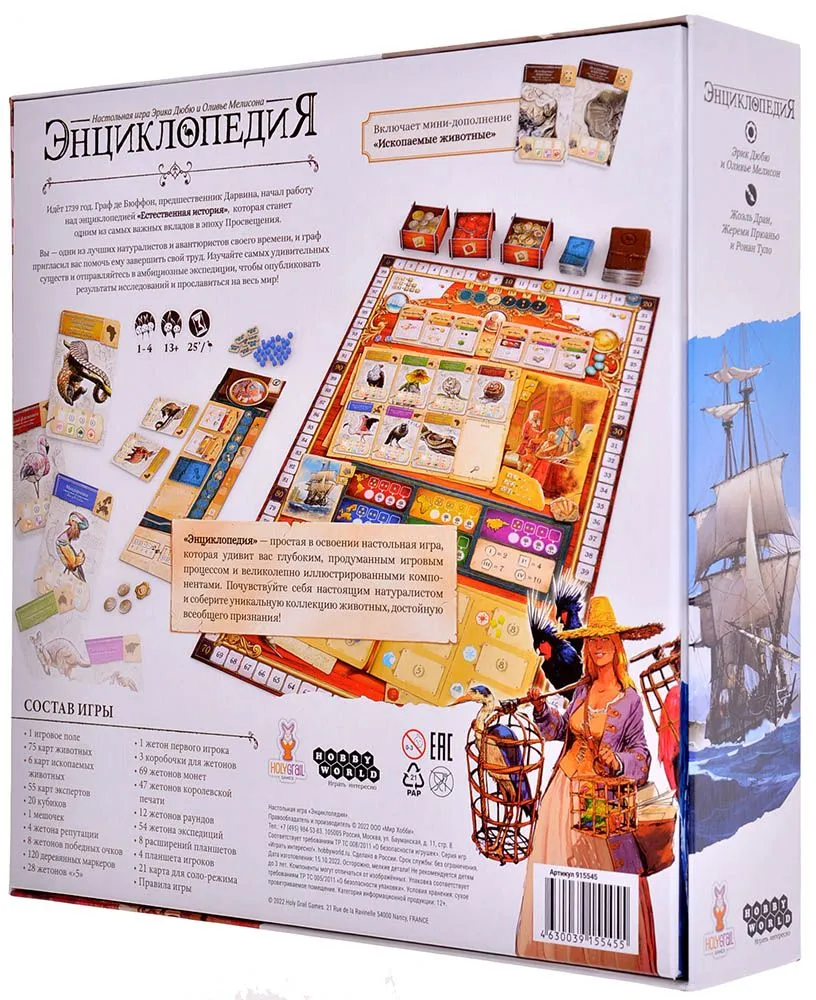 Настольная игра Эрика Дюбю и Оливье Мелисона
ЭНЦИКЛОПЕДИЯ
Идёт 1739 год. Граф де Бюффон, предшественник Дарвина, начал работу
над энциклопедией «Естественная история», которая станет
одним из самых важных вкладов в эпоху Просвещения.
Вы — одни из лучших натуралистов и авантюристов своего времени, и граф
пригласил вас помочь ему завершить свой труд. Изучайте самых удивительных
существ и отправляйтесь в амбициозные экспедиции, чтобы опубликовать
результаты исследований и прославиться на весь мир!
1-4
13+
25'/
Включает мини-дополнение
«Ископаемые животные»
«Энциклопедия» — простая в освоении настольная игра,
которая удивит вас глубоким, продуманным игровым
процессом и великолепно иллюстрированными компо-
нентами. Почувствуйте себя настоящим натуралистом
и соберите уникальную коллекцию животных, достойную
всеобщего признания!
СОСТАВ ИГРЫ
• 1 игровое поле
• 75 карт животных
• 6 карт ископаемых
животных
• 55 карт экспертов
• 20 кубиков
• 1 мешочек
• 4 жетона репутации
• 8 жетонов победных очков
• 120 деревянных маркеров
• 28 жетонов «=5»
• 1 жетон первого игрока
• 3 коробочки для жетонов
• 69 жетонов монет
• 47 жетонов королевской
печати
• 12 жетонов раундов
• 54 жетона экспедиций
• 8 расширений планшетов
• 4 планшета игроков
• 21 карта для соло-режима
• Правила игры
HOLY GRAIL
GAMES
HOBBY
WORLD
Играть интересно
0-3
EAC
21
PAP
Настольная игра «Энциклопедия»
Правообладатель и производитель © 2022 ООО «Мир Хобби»
Тел.: +7 (495) 984-53-83. 105005 Россия, Москва, ул. Бауманская, д. 11, стр. 8.
Соответствует требованиям ТР ТС 008/2011 «О безопасности игрушек». Серия игр
«Играть интересно». hobbyworld.ru. Сделано в России. Срок службы: без ограничения.
Дата изготовления: 15.10.2022. Осторожно, мелкие детали! Не рекомендовано детям
до 3 лет. Компоненты могут отличаться от изображённых. Упаковка соответствует
требованиям ТР ТС 005/2011 «О безопасности упаковки». Условия хранения: сухое
проветриваемое помещение. Категория информационной продукции: 12+.
© 2022 Holy Grail Games. 21 Rue de la Ravinelle 54000 Nancy, FRANCE
Артикул 915545
4 630039 155455
ЭНЦИКЛОПЕДИЯ
Эрик Дюбю
и Оливье Мелисон
Жоэль Дран,
Жереми Прюаньо
и Ронан Туло
HOLY GRAIL
GAMES
HOBBY
WORLD
Играть интересно